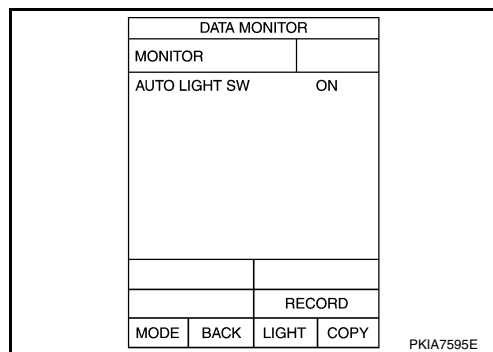 DATA MONITOR
MONITOR
AUTO LIGHT SW ON
RECORD
MODE BACK LIGHT COPY
PKIA7595E